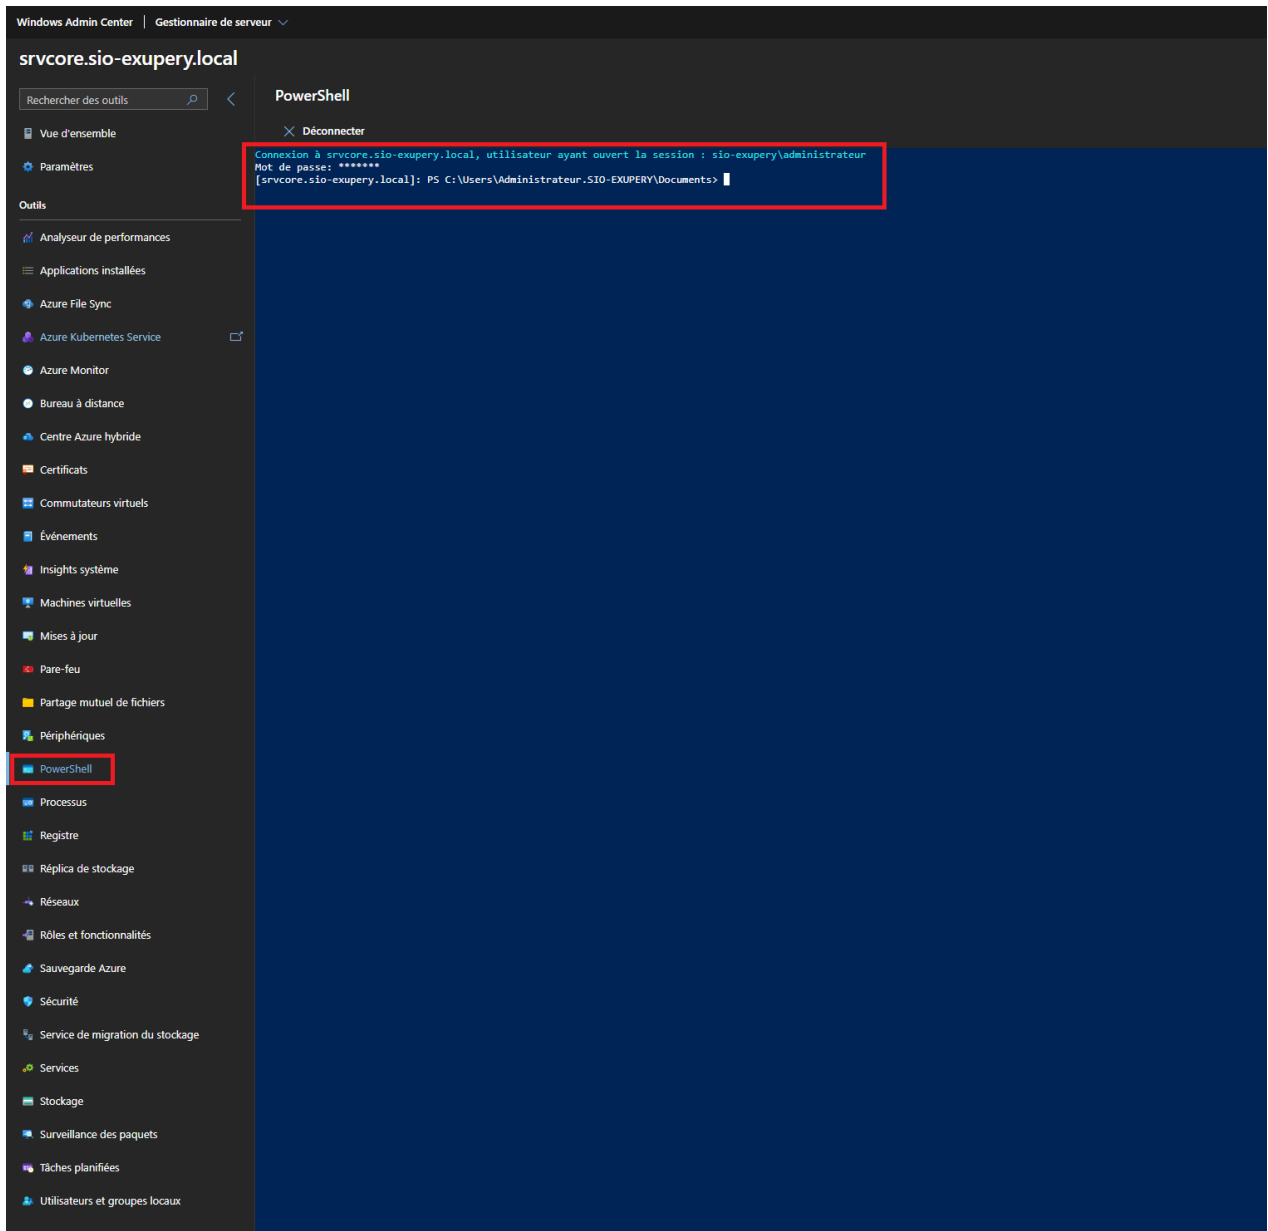 Windows Admin Center | Gestionnaire de serveur
srvcore.sio-exupery.local
Rechercher des outils
Vue d'ensemble
Paramètres
Outils
Analyseur de performances
Applications installées
Azure File Sync
Azure Kubernetes Service
Azure Monitor
Bureau à distance
Centre Azure hybride
Certificats
Commutateurs virtuels
Événements
Insights système
Machines virtuelles
Mises à jour
Pare-feu
Partage mutuel de fichiers
Périphériques
PowerShell
Processus
Registre
Réplica de stockage
Réseaux
Rôles et fonctionnalités
Sauvegarde Azure
Sécurité
Service de migration du stockage
Services
Stockage
Surveillance des paquets
Tâches planifiées
Utilisateurs et groupes locaux
PowerShell
Déconnecter
Connexion à srvcore.sio-exupery.local, utilisateur ayant ouvert la session : sio-exupery\administrateur
Mot de passe: *******
[srvcore.sio-exupery.local]: PS C:\Users\Administrateur.SIO-EXUPERY\Documents>